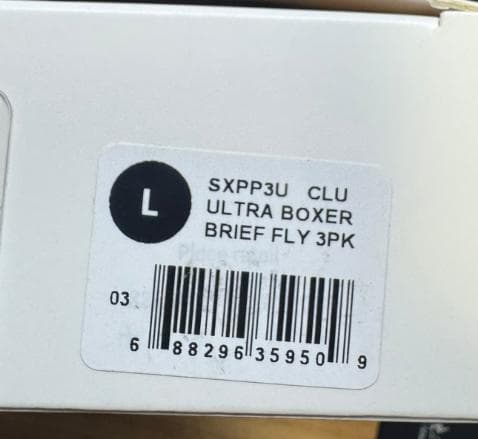 L
SXPP3U CLU
ULTRA BOXER
BRIEF FLY 3PK
03
6 88296 35950 9